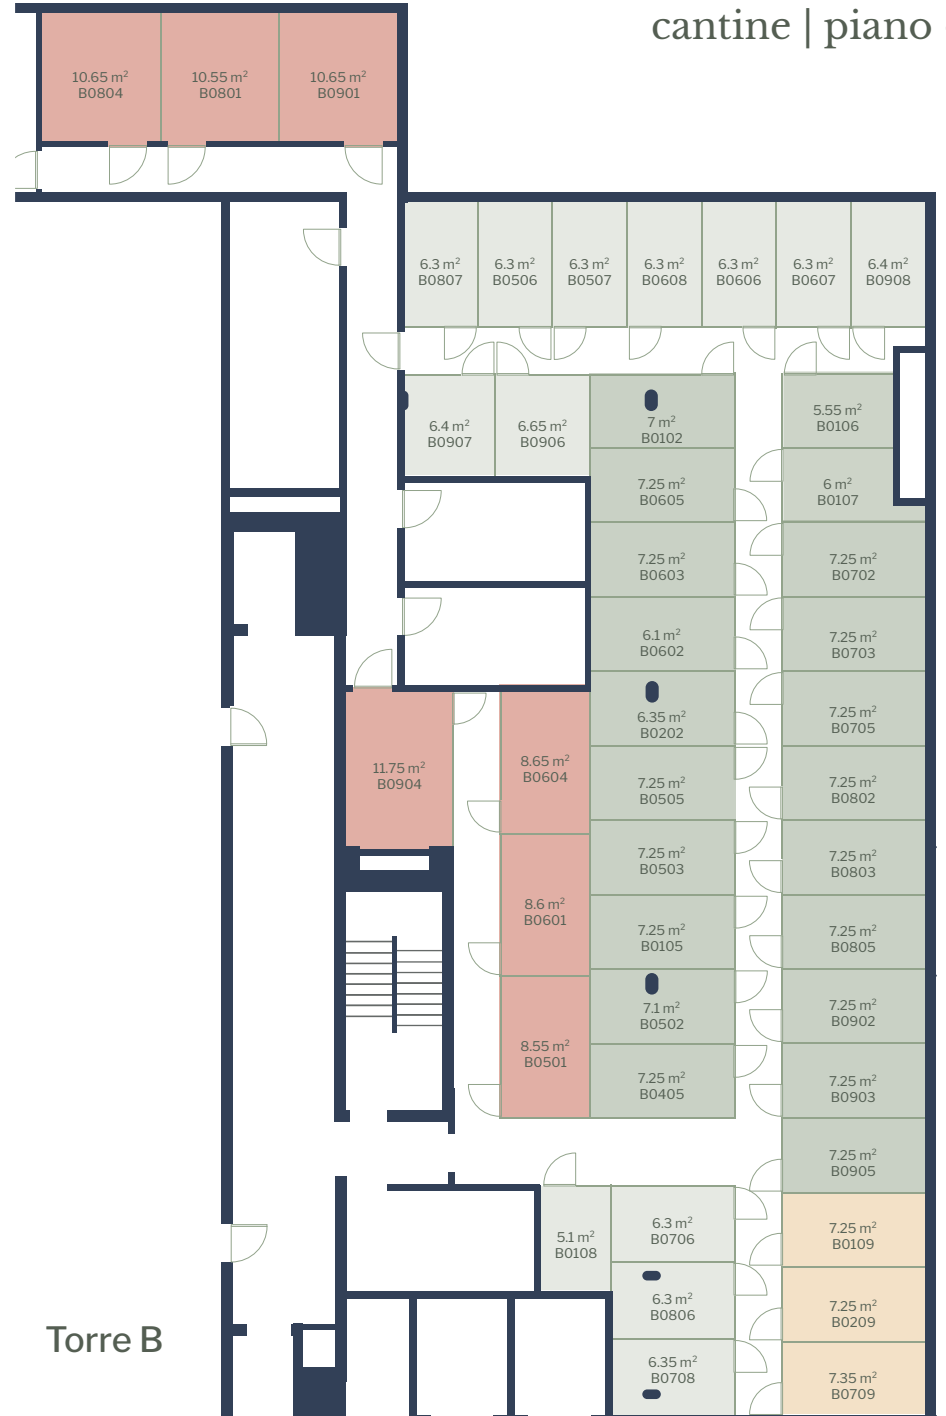 cantine | piano
10.65 m²
B0804
10.55 m²
B0801
10.65 m²
B0901
6.3 m²
B0807
6.3 m²
B0506
6.3 m²
B0507
6.3 m²
B0608
6.3 m²
B0606
6.3 m²
B0607
6.4 m²
B0908
6.4 m²
B0907
6.65 m²
B0906
7 m²
B0102
5.55 m²
B0106
7.25 m²
B0605
6 m²
B0107
7.25 m²
B0603
7.25 m²
B0702
6.1 m²
B0602
7.25 m²
B0703
6.35 m²
B0202
7.25 m²
B0705
11.75 m²
B0904
8.65 m²
B0604
7.25 m²
B0505
7.25 m²
B0802
7.25 m²
B0503
7.25 m²
B0803
8.6 m²
B0601
7.25 m²
B0105
7.25 m²
B0805
7.1 m²
B0502
7.25 m²
B0902
8.55 m²
B0501
7.25 m²
B0405
7.25 m²
B0903
7.25 m²
B0905
5.1 m²
B0108
6.3 m²
B0706
7.25 m²
B0109
6.3 m²
B0806
7.25 m²
B0209
6.35 m²
B0708
7.35 m²
B0709
Torre B